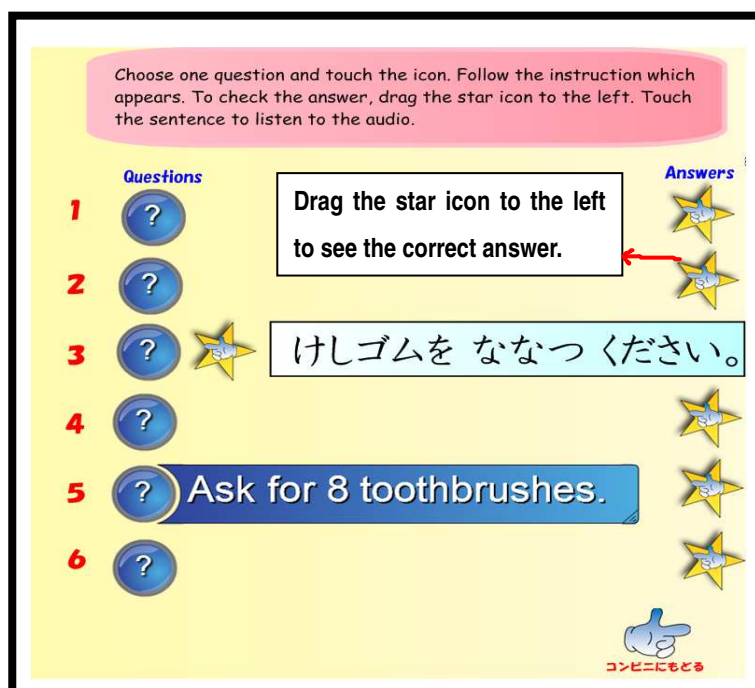 Choose one question and touch the icon. Follow the instruction which
appears. To check the answer, drag the star icon to the left. Touch
the sentence to listen to the audio.
Questions
Answers
Drag the star icon to the left
to see the correct answer.
1 ?
2 ?
3 ? けしゴムを ななつ ください。
4 ?
5 ? Ask for 8 toothbrushes.
6 ?
コンビニにもどる